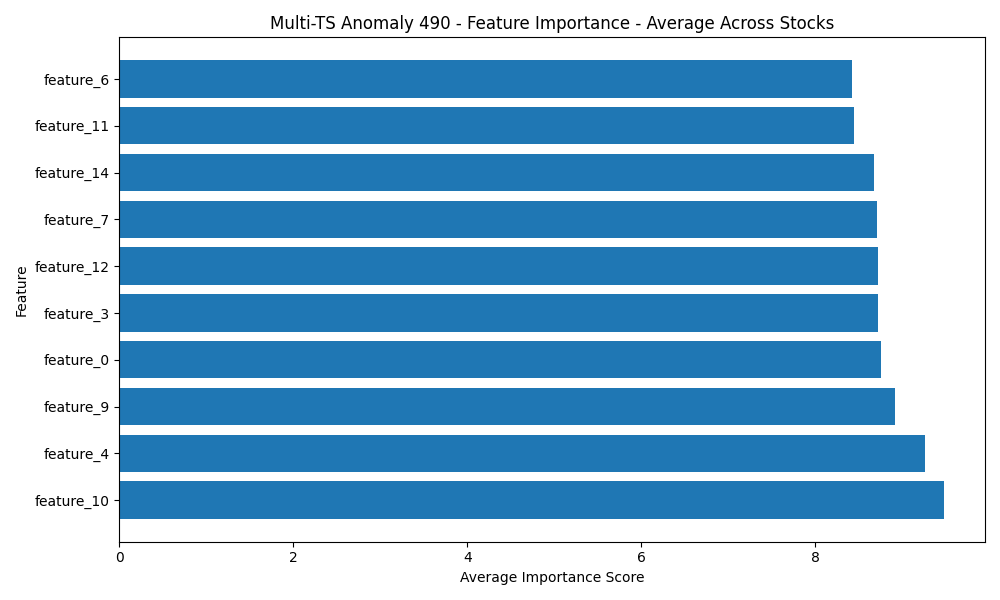 Multi-TS Anomaly 490 - Feature Importance - Average Across Stocks
Feature
feature_6
feature_11
feature_14
feature_7
feature_12
feature_3
feature_0
feature_9
feature_4
feature_10
0 2 4 6 8
Average Importance Score